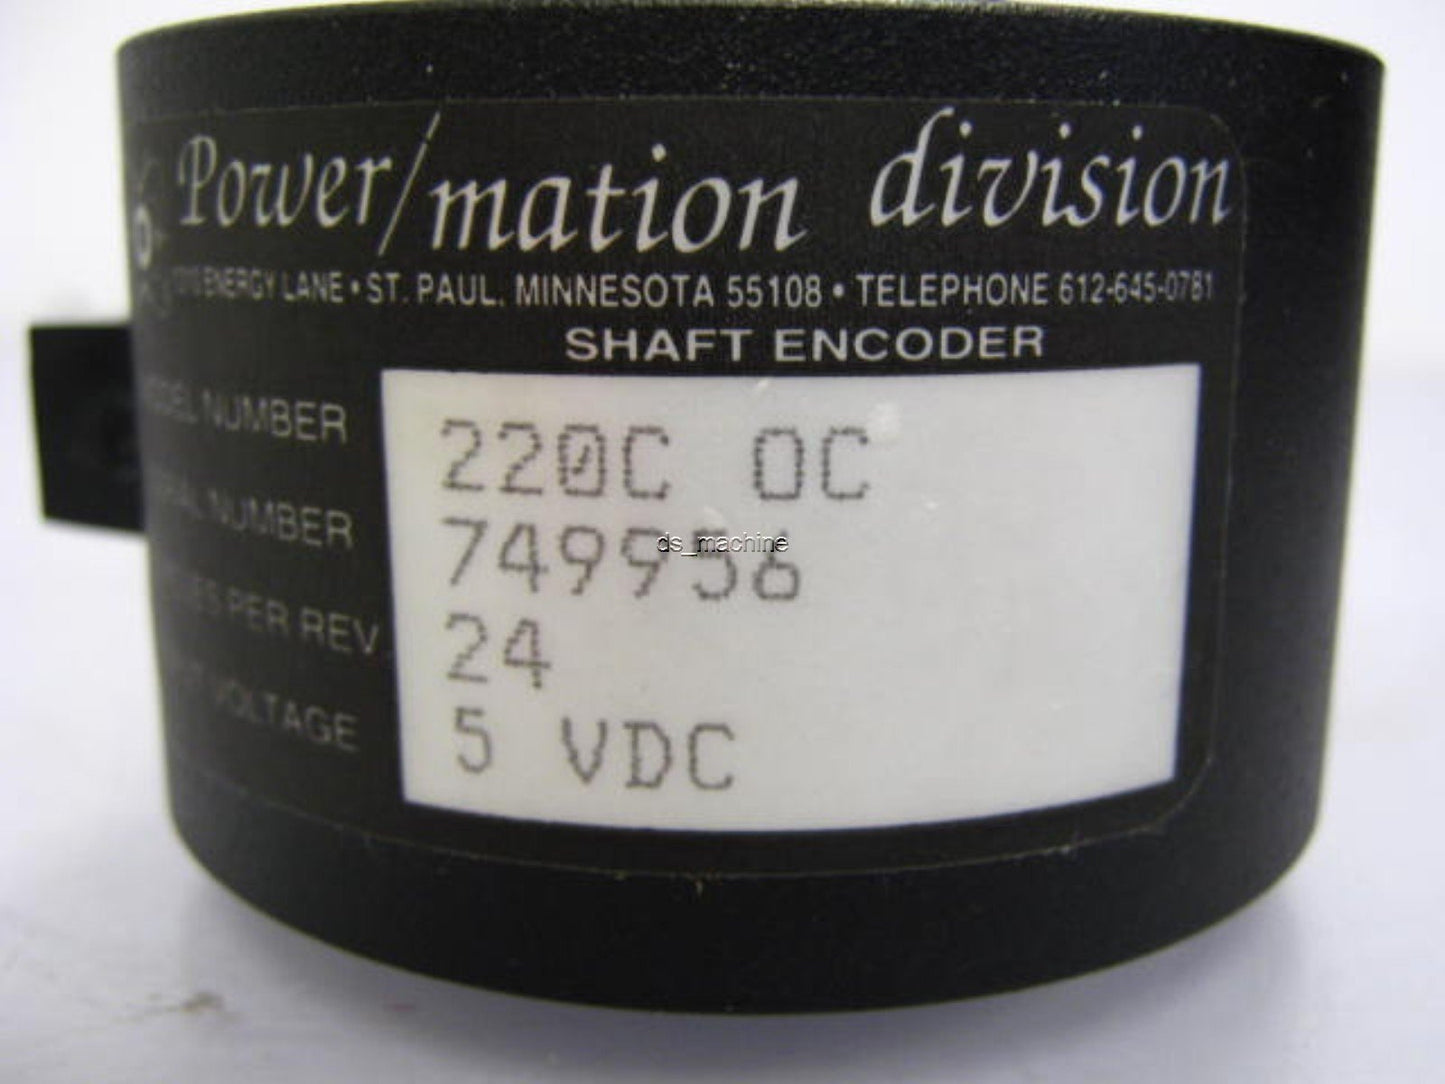 Power/mation division
ENERGY LANE • ST. PAUL, MINNESOTA 55108 • TELEPHONE 612-645-0781
SHAFT ENCODER
MODEL NUMBER 220C OC
NUMBER 749956
PER REV 24
VOLTAGE 5 VDC
ds_machine